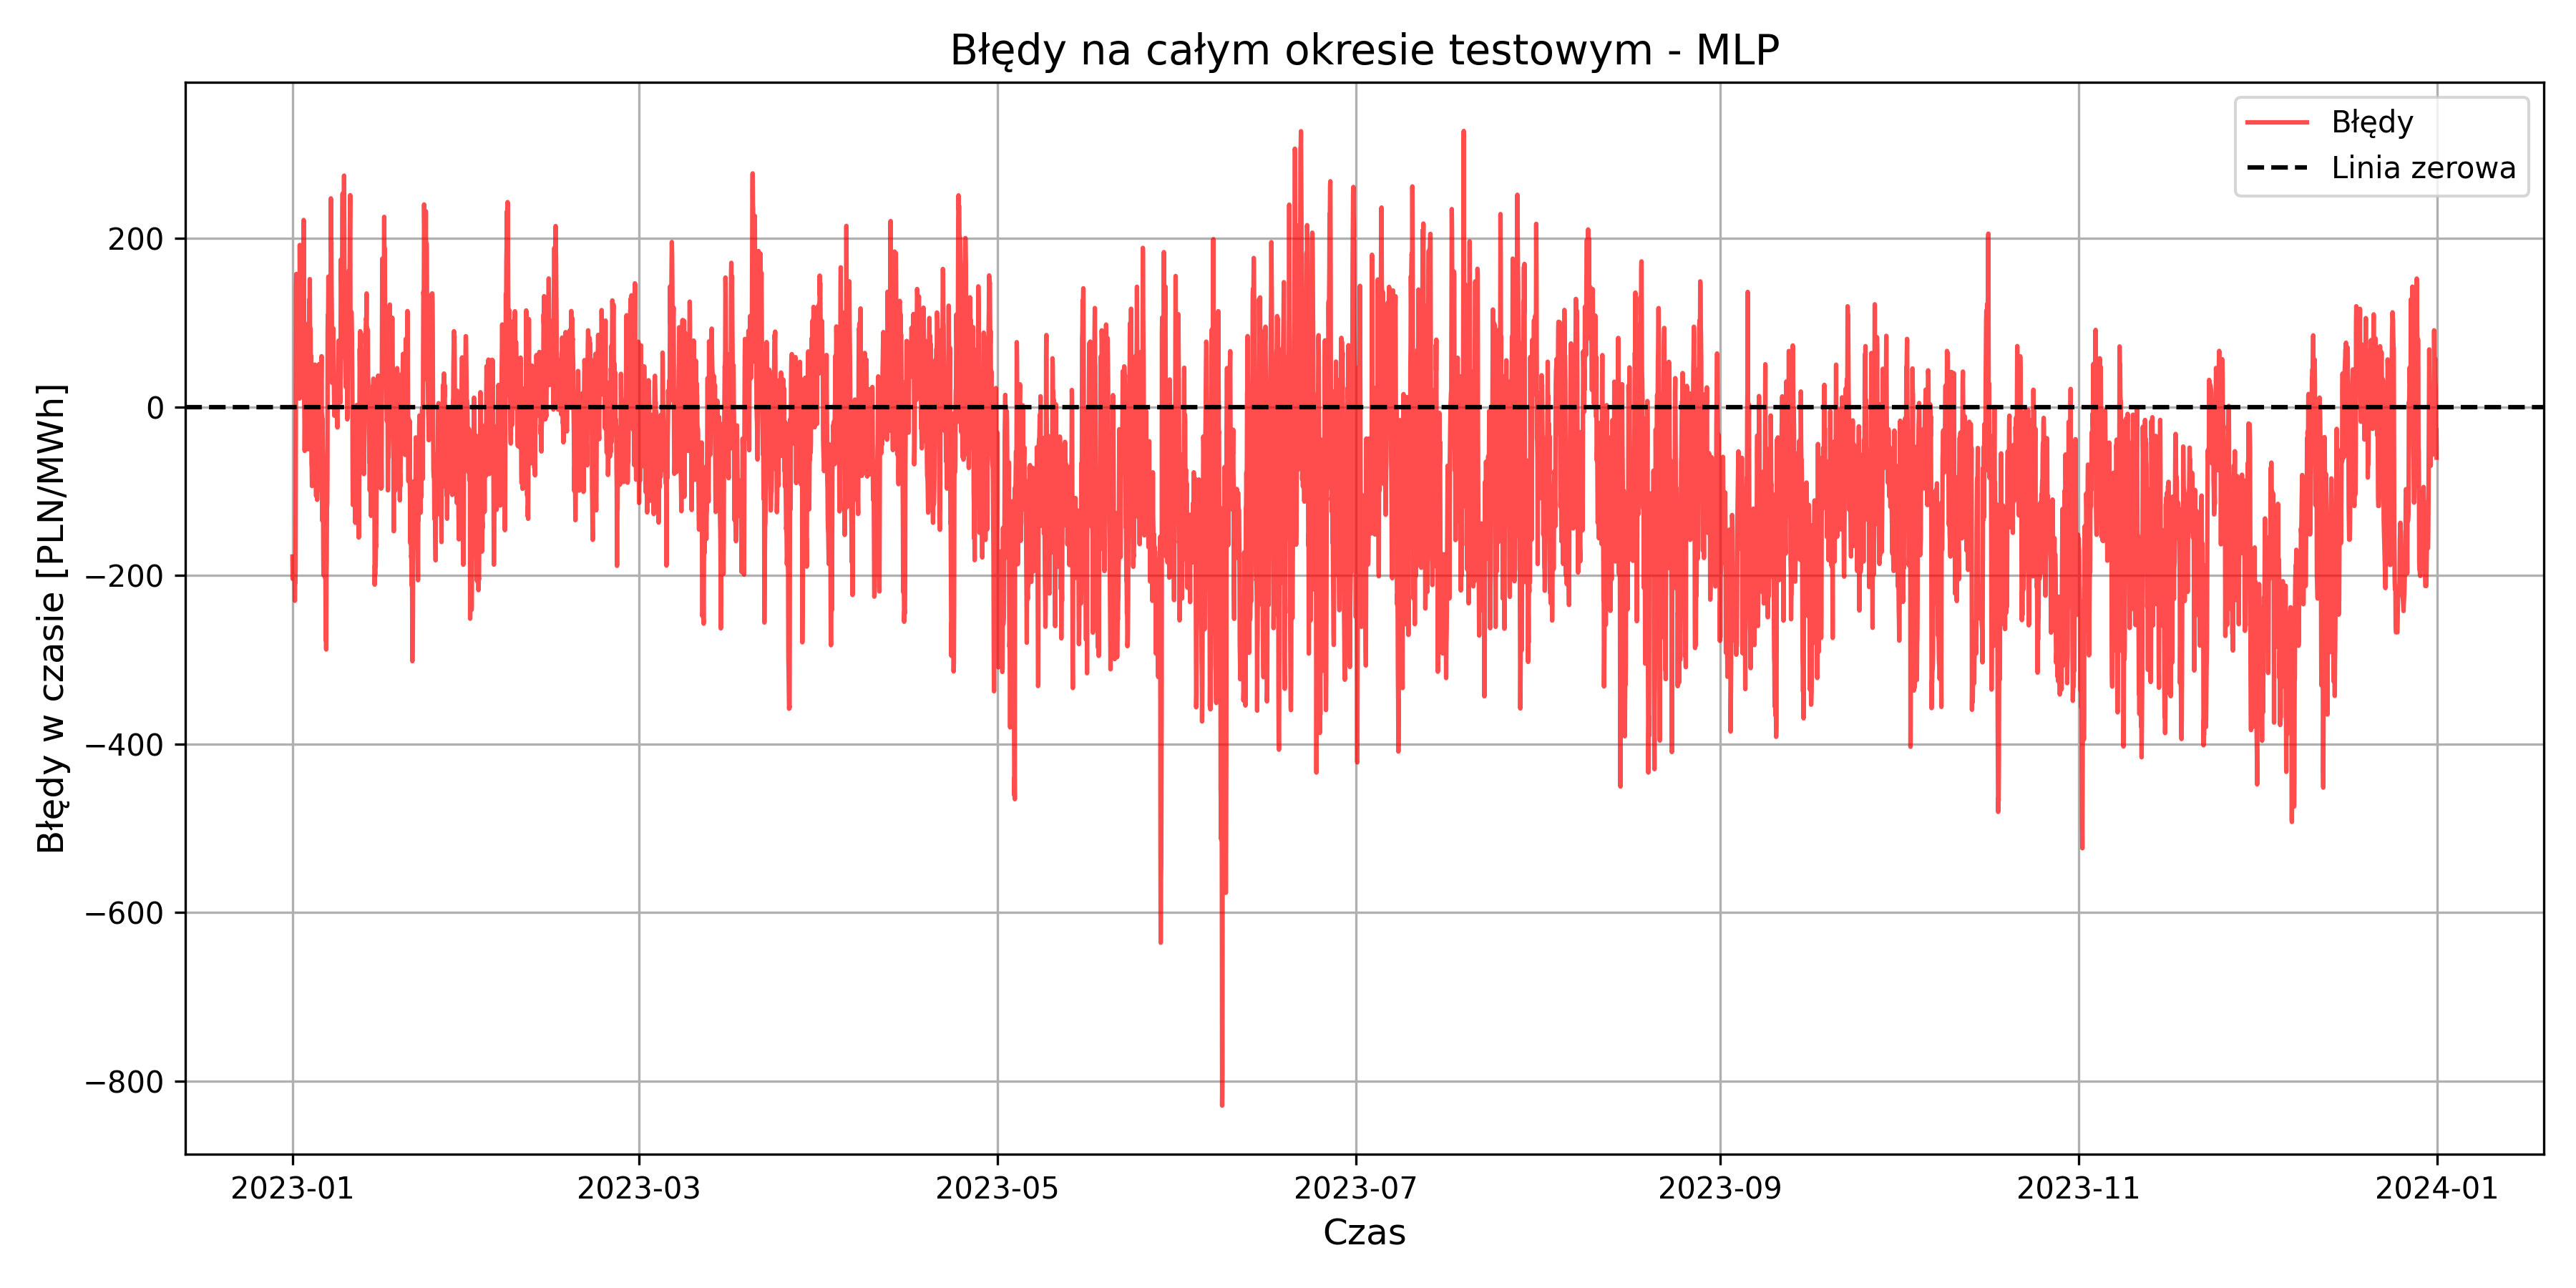 Błędy na całym okresie testowym - MLP
Błędy
Linia zerowa
Błędy w czasie [PLN/MWh]
200
0
−200
−400
−600
−800
2023-01
2023-03
2023-05
2023-07
2023-09
2023-11
2024-01
Czas